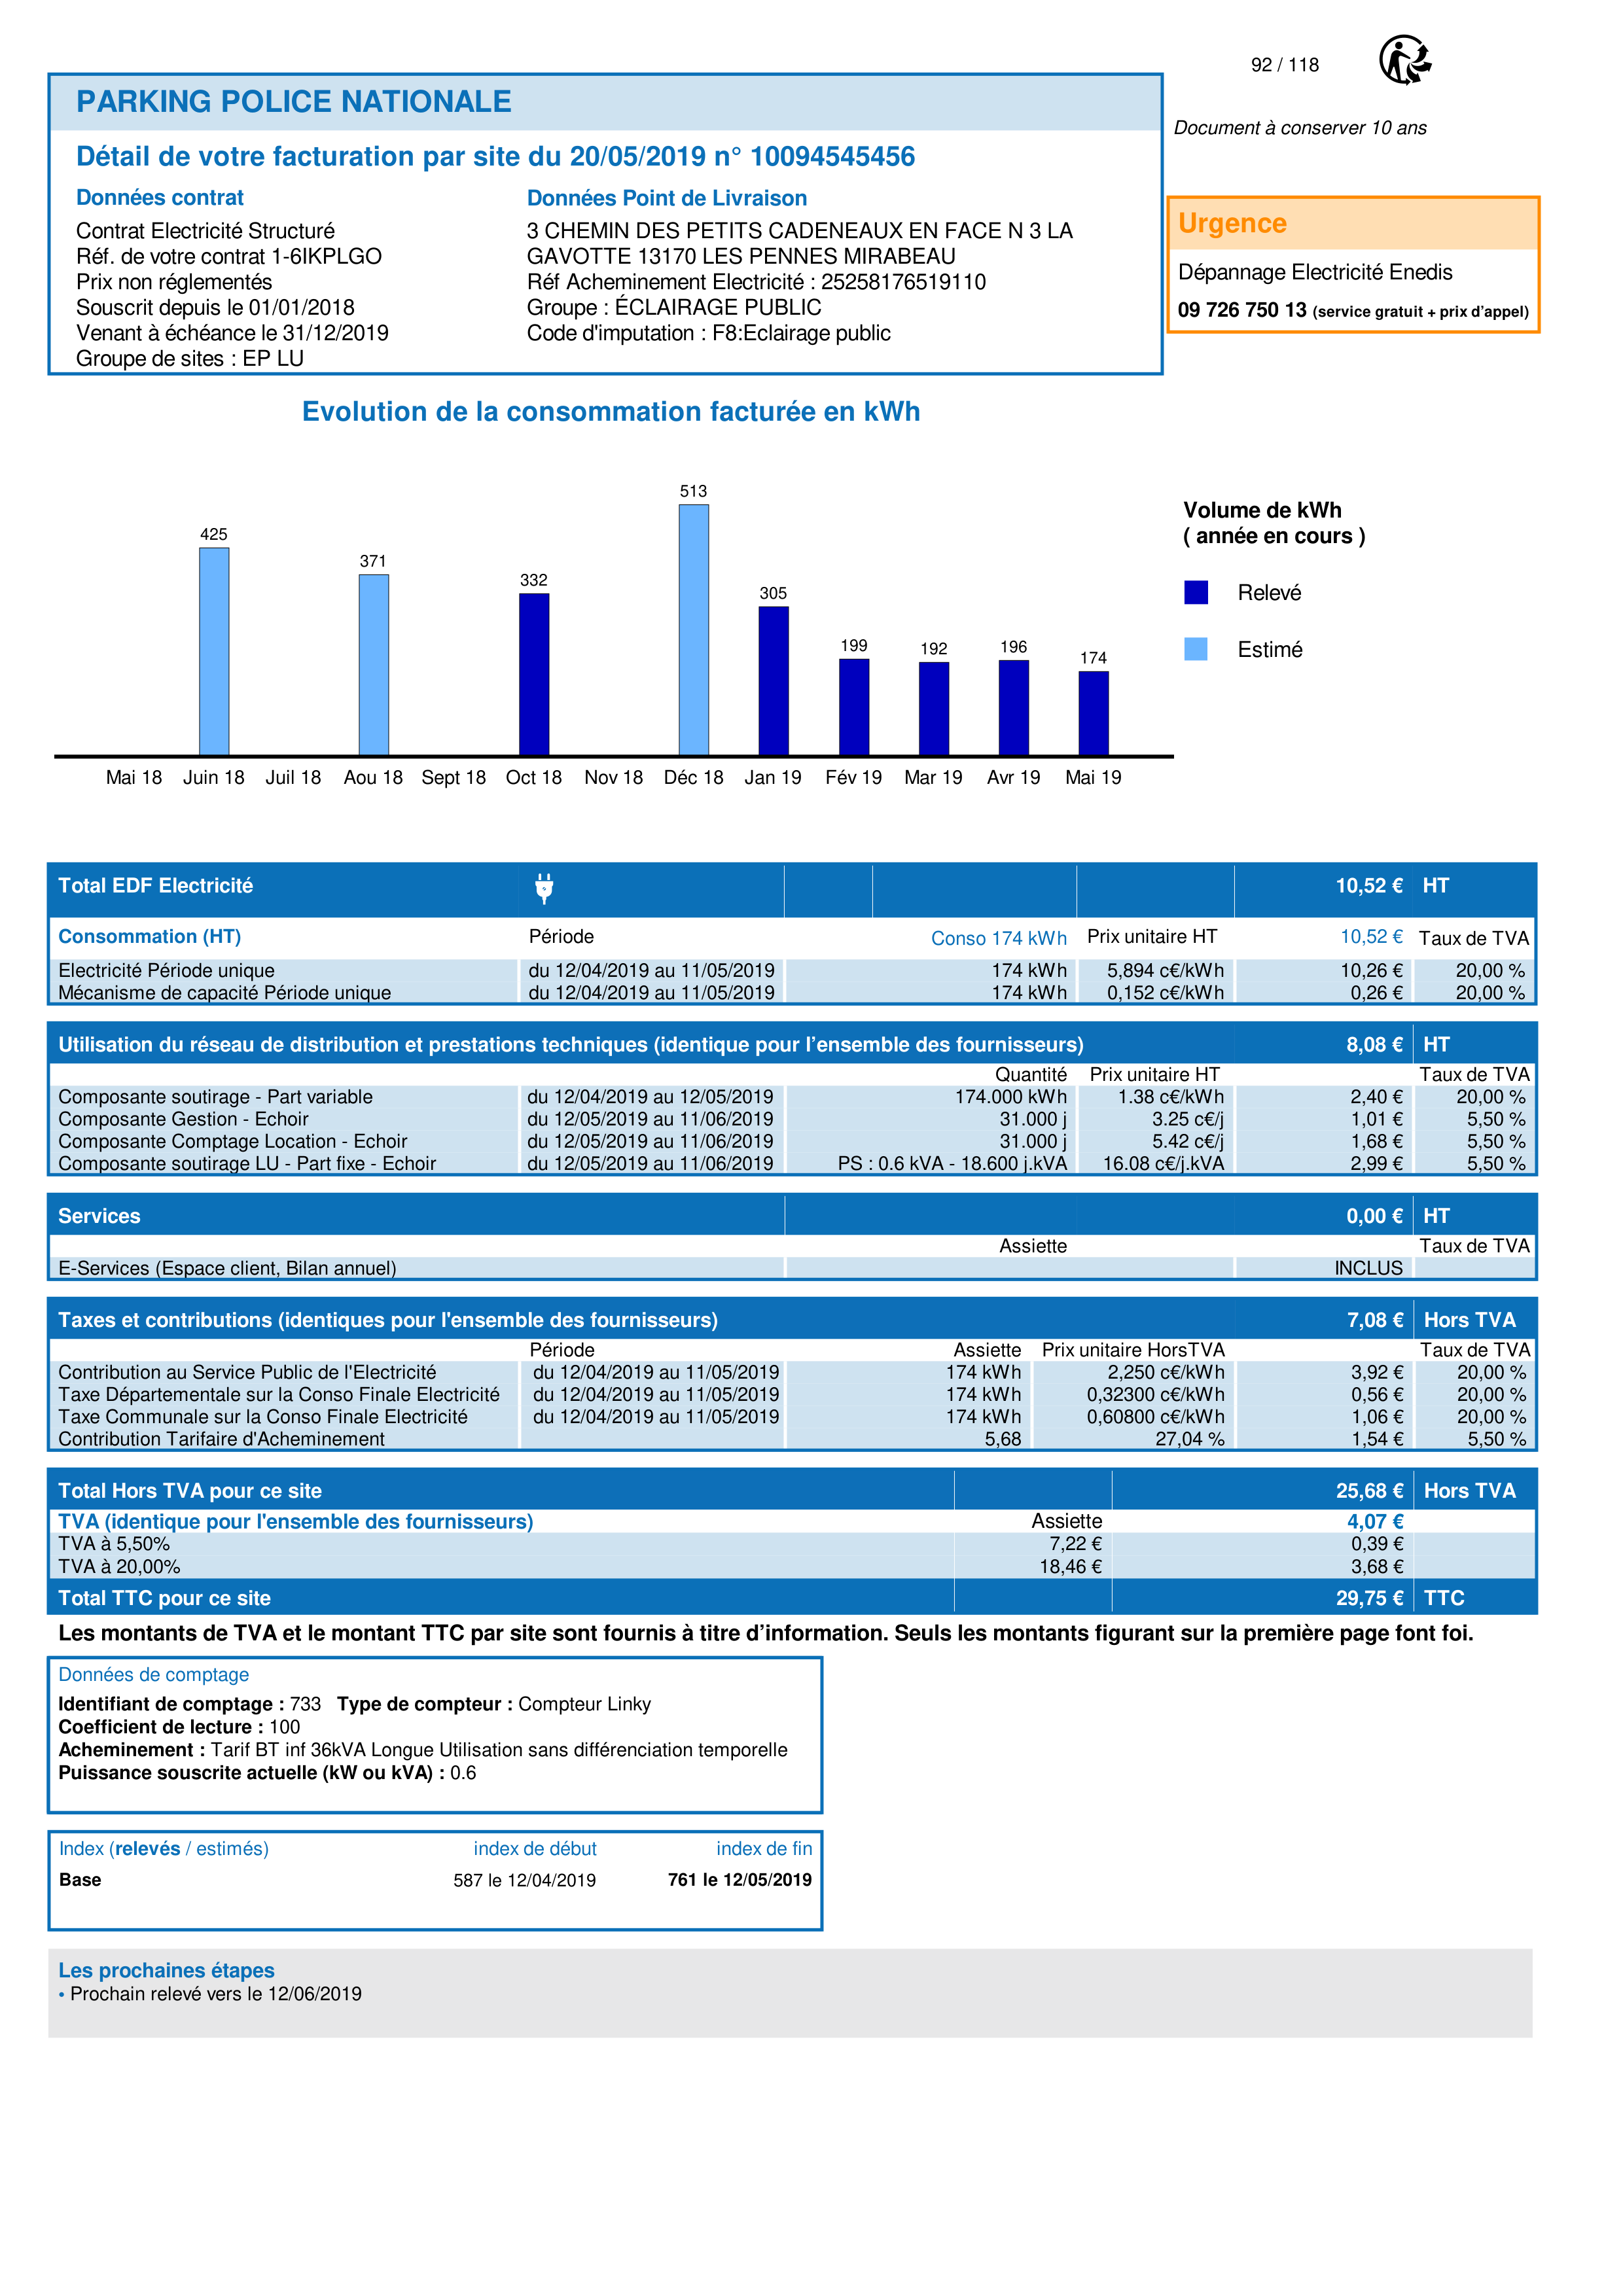 92 / 118
PARKING POLICE NATIONALE
Document à conserver 10 ans
Détail de votre facturation par site du 20/05/2019 n° 10094545456
Données contrat
Contrat Electricité Structuré
Réf. de votre contrat 1-6IKPLGO
Prix non réglementés
Souscrit depuis le 01/01/2018
Venant à échéance le 31/12/2019
Groupe de sites : EP LU
Données Point de Livraison
3 CHEMIN DES PETITS CADENEAUX EN FACE N 3 LA
GAVOTTE 13170 LES PENNES MIRABEAU
Réf Acheminement Electricité : 25258176519110
Groupe : ÉCLAIRAGE PUBLIC
Code d'imputation : F8:Eclairage public
Urgence
Dépannage Electricité Enedis
09 726 750 13 (service gratuit + prix d’appel)
Evolution de la consommation facturée en kWh
425 371 332 513 305 199 192 196 174
Mai 18 Juin 18 Juil 18 Aou 18 Sept 18 Oct 18 Nov 18 Déc 18 Jan 19 Fév 19 Mar 19 Avr 19 Mai 19
Volume de kWh
( année en cours )
Relevé
Estimé
Total EDF Electricité 10,52 € HT
Consommation (HT) Période Conso 174 kWh Prix unitaire HT 10,52 € Taux de TVA
Electricité Période unique du 12/04/2019 au 11/05/2019 174 kWh 5,894 c€/kWh 10,26 € 20,00 %
Mécanisme de capacité Période unique du 12/04/2019 au 11/05/2019 174 kWh 0,152 c€/kWh 0,26 € 20,00 %
Utilisation du réseau de distribution et prestations techniques (identique pour l’ensemble des fournisseurs) 8,08 € HT
Quantité Prix unitaire HT Taux de TVA
Composante soutirage - Part variable du 12/04/2019 au 12/05/2019 174.000 kWh 1.38 c€/kWh 2,40 € 20,00 %
Composante Gestion - Echoir du 12/05/2019 au 11/06/2019 31.000 j 3.25 c€/j 1,01 € 5,50 %
Composante Comptage Location - Echoir du 12/05/2019 au 11/06/2019 31.000 j 5.42 c€/j 1,68 € 5,50 %
Composante soutirage LU - Part fixe - Echoir du 12/05/2019 au 11/06/2019 PS : 0.6 kVA - 18.600 j.kVA 16.08 c€/j.kVA 2,99 € 5,50 %
Services 0,00 € HT
Assiette Taux de TVA
E-Services (Espace client, Bilan annuel) INCLUS
Taxes et contributions (identiques pour l'ensemble des fournisseurs) 7,08 € Hors TVA
Période Assiette Prix unitaire HorsTVA Taux de TVA
Contribution au Service Public de l'Electricité du 12/04/2019 au 11/05/2019 174 kWh 2,250 c€/kWh 3,92 € 20,00 %
Taxe Départementale sur la Conso Finale Electricité du 12/04/2019 au 11/05/2019 174 kWh 0,32300 c€/kWh 0,56 € 20,00 %
Taxe Communale sur la Conso Finale Electricité du 12/04/2019 au 11/05/2019 174 kWh 0,60800 c€/kWh 1,06 € 20,00 %
Contribution Tarifaire d'Acheminement 5,68 27,04 % 1,54 € 5,50 %
Total Hors TVA pour ce site 25,68 € Hors TVA
TVA (identique pour l'ensemble des fournisseurs) Assiette 4,07 €
TVA à 5,50% 7,22 € 0,39 €
TVA à 20,00% 18,46 € 3,68 €
Total TTC pour ce site 29,75 € TTC
Les montants de TVA et le montant TTC par site sont fournis à titre d’information. Seuls les montants figurant sur la première page font foi.
Données de comptage
Identifiant de comptage : 733 Type de compteur : Compteur Linky
Coefficient de lecture : 100
Acheminement : Tarif BT inf 36kVA Longue Utilisation sans différenciation temporelle
Puissance souscrite actuelle (kW ou kVA) : 0.6
Index (relevés / estimés) index de début index de fin
Base 587 le 12/04/2019 761 le 12/05/2019
Les prochaines étapes
• Prochain relevé vers le 12/06/2019